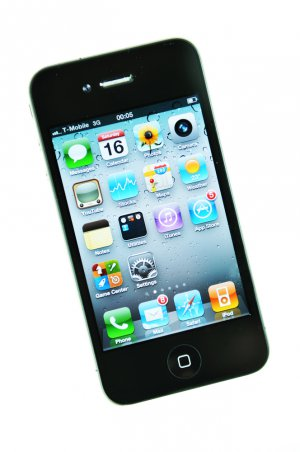 T-Mobile 3G 00:05
Messages Calendar Photos Camera
16
YouTube Stocks Maps Weather
Notes Utilities iTunes App Store
5
Game Center Settings
Phone Mail Safari iPod